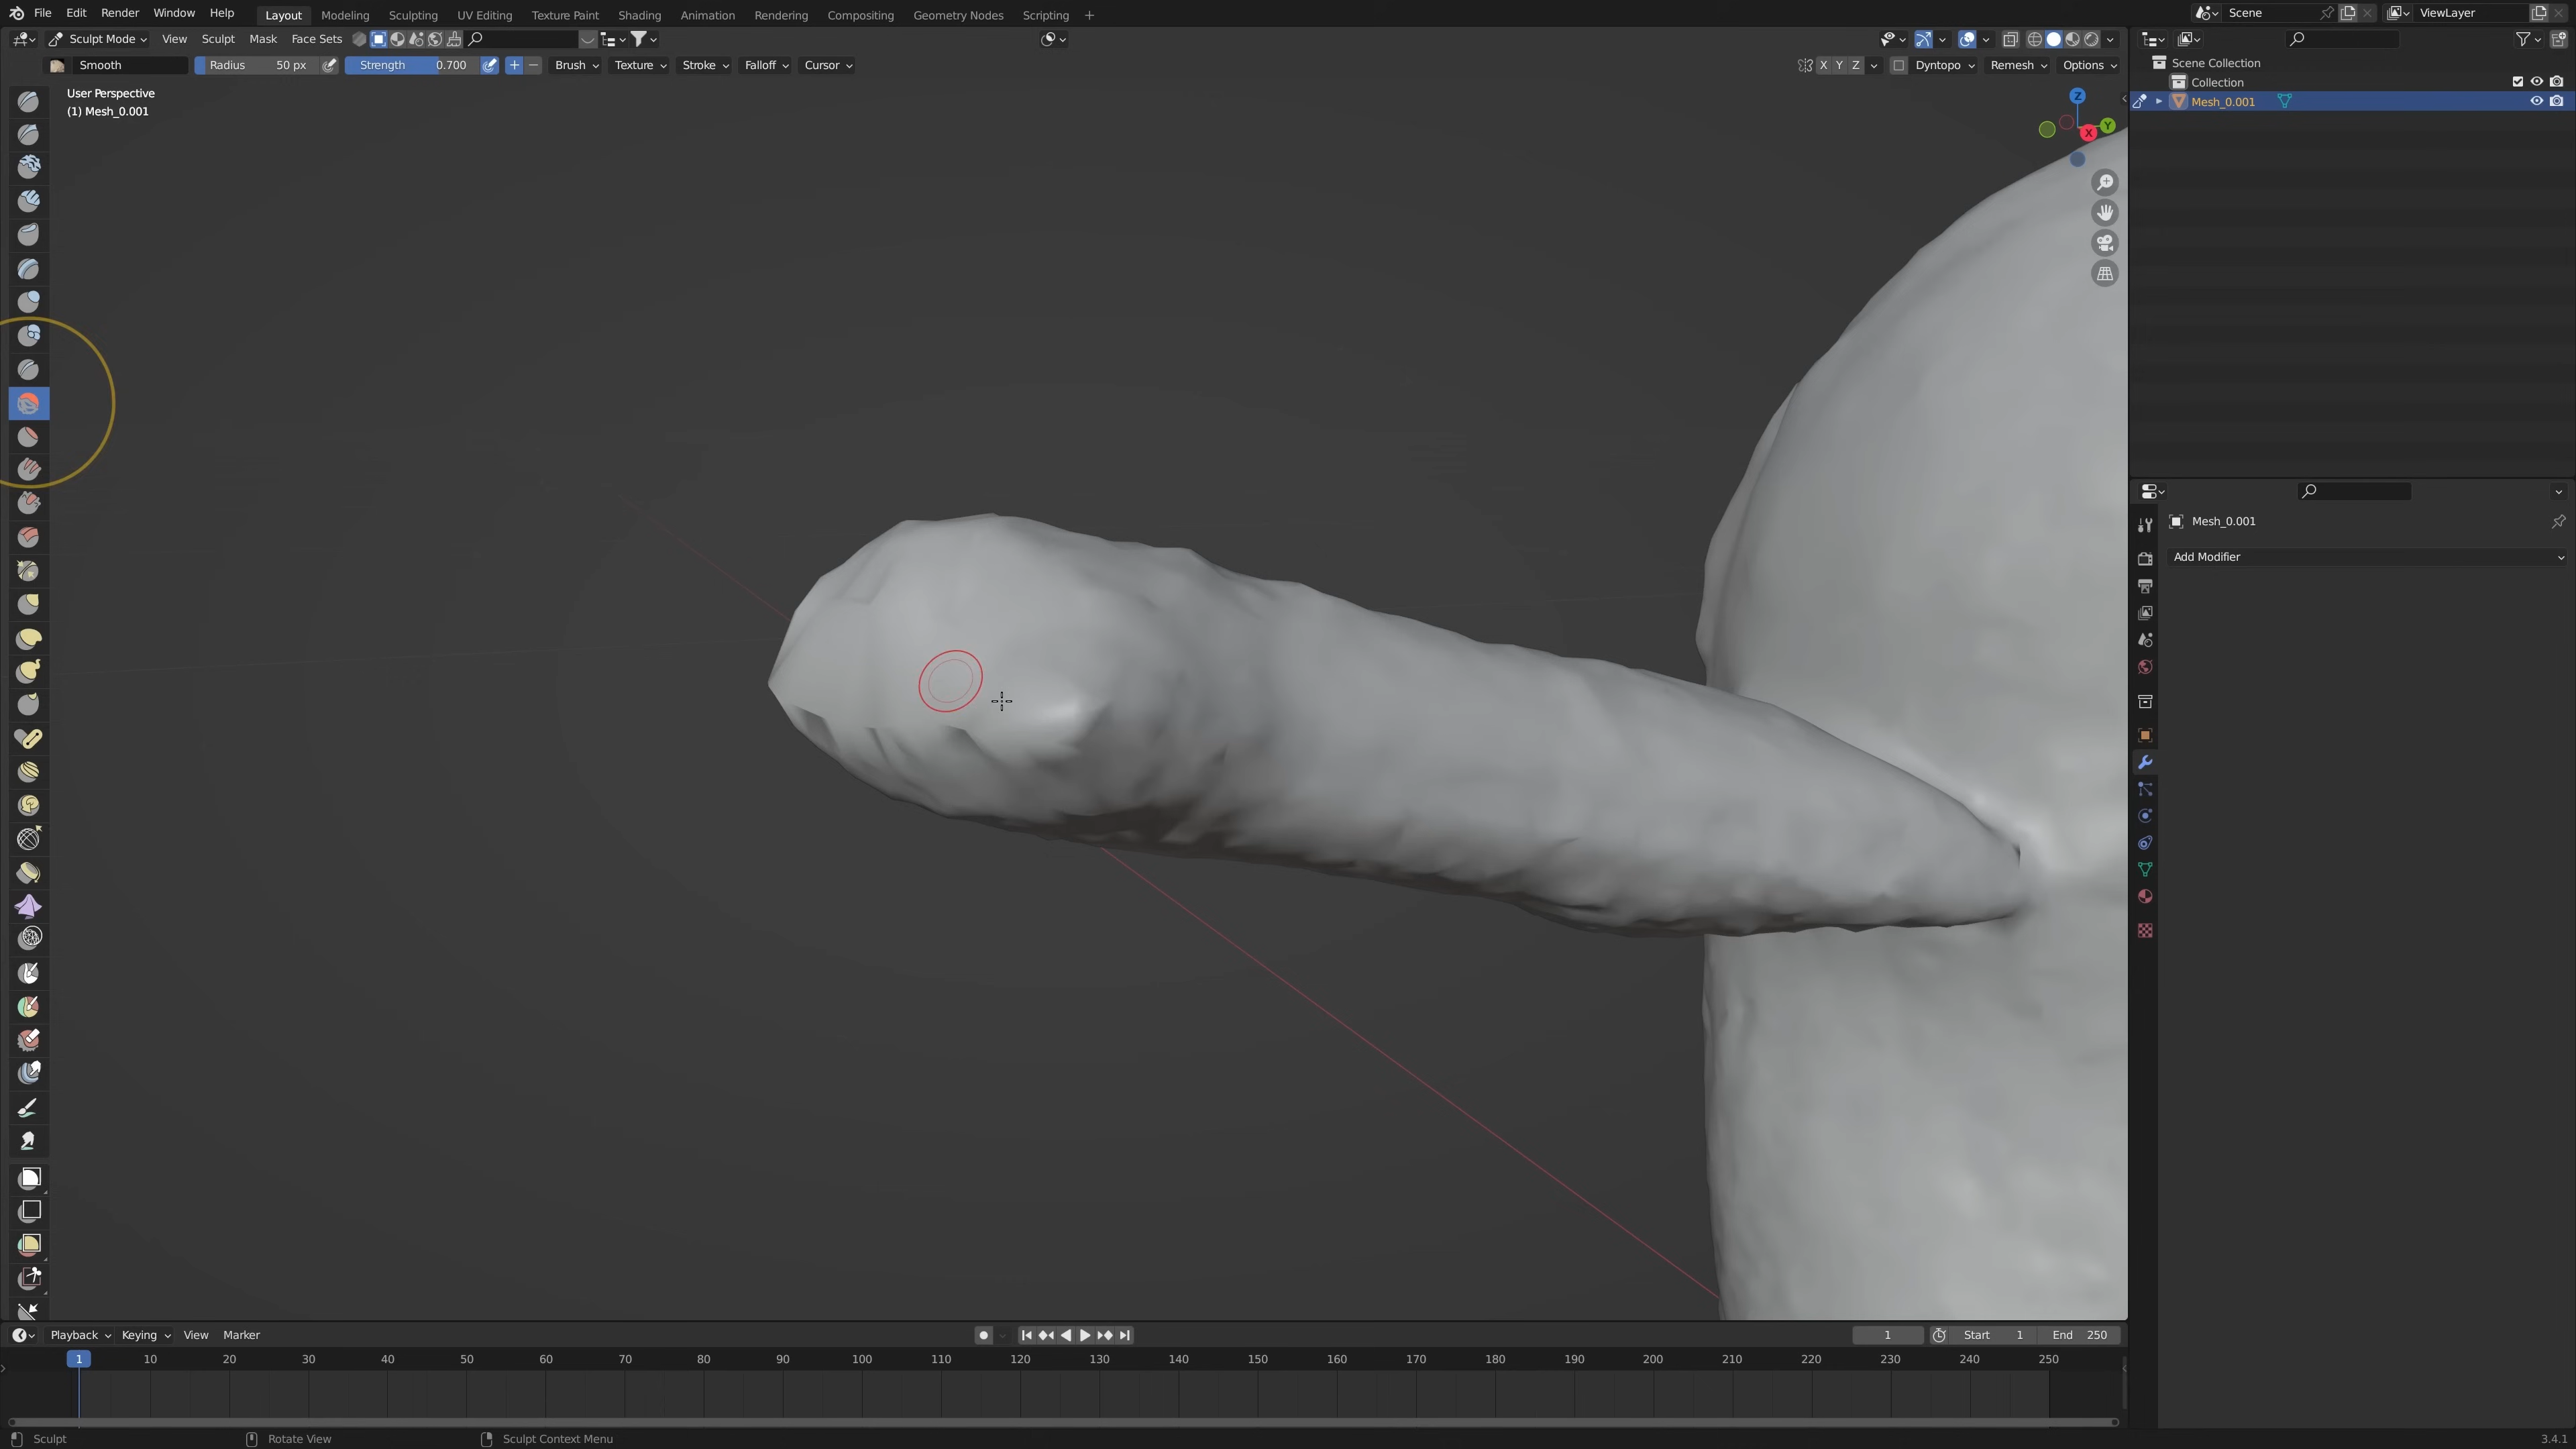 File Edit Render Window Help Layout Modeling Sculpting UV Editing Texture Paint Shading Animation Rendering Compositing Geometry Nodes Scripting + Scene ViewLayer
Sculpt Mode View Sculpt Mask Face Sets
Smooth Radius 50 px Strength 0.700 + − Brush Texture Stroke Falloff Cursor X Y Z Dyntopo Remesh Options
Scene Collection
Collection
Mesh_0.001
User Perspective
(1) Mesh_0.001
Z
Y
X
Mesh_0.001
Add Modifier
Playback Keying View Marker 1 Start 1 End 250
1 10 20 30 40 50 60 70 80 90 100 110 120 130 140 150 160 170 180 190 200 210 220 230 240 250
Sculpt Rotate View Sculpt Context Menu 3.4.1